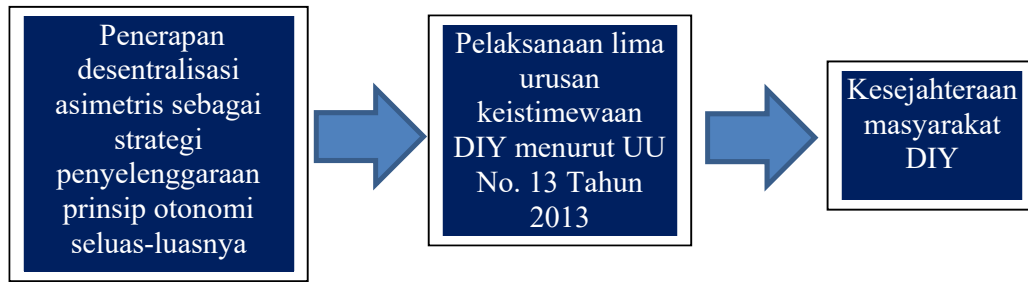 Penerapan
desentralisasi
asimetris sebagai
strategi
penyelenggaraan
prinsip otonomi
seluas-luasnya
Pelaksanaan lima
urusan
keistimewaan
DIY menurut UU
No. 13 Tahun
2013
Kesejahteraan
masyarakat
DIY